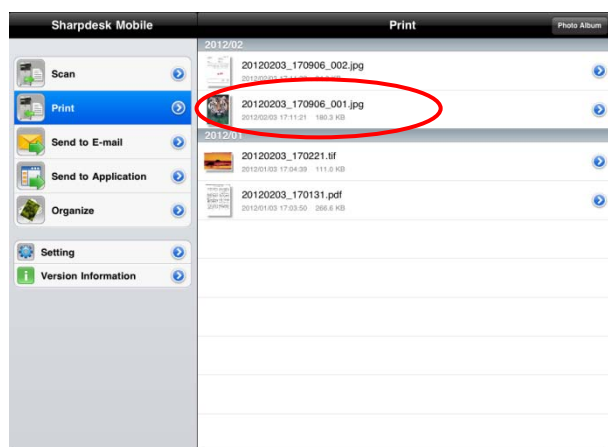 Sharpdesk Mobile
Print
Photo Album
Scan
Print
Send to E-mail
Send to Application
Organize
Setting
Version Information
2012/02
20120203_170906_002.jpg
20120203_170906_001.jpg
2012/02/03 17:11:21 160.3 KB
2012/01
20120203_170221.tif
2012/01/03 17:04:39 111.0 KB
20120203_170131.pdf
2012/01/03 17:03:50 266.6 KB